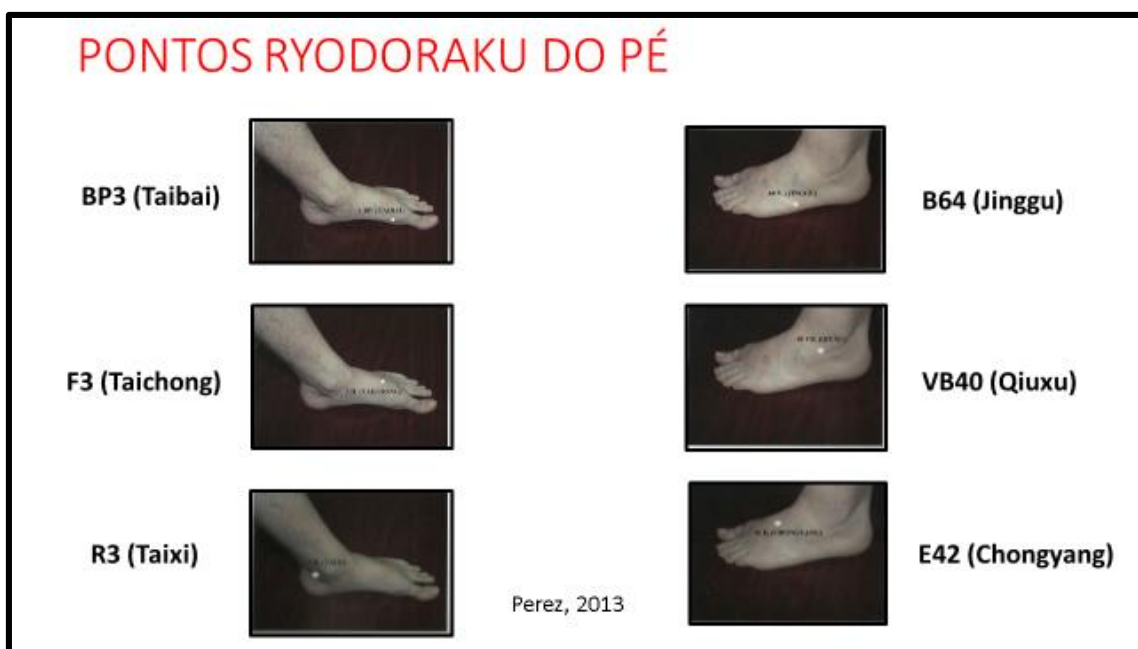 PONTOS RYODORAKU DO PÉ
BP3 (Taibai)
B64 (Jinggu)
F3 (Taichong)
VB40 (Qiuxu)
R3 (Taixi)
E42 (Chongyang)
Perez, 2013